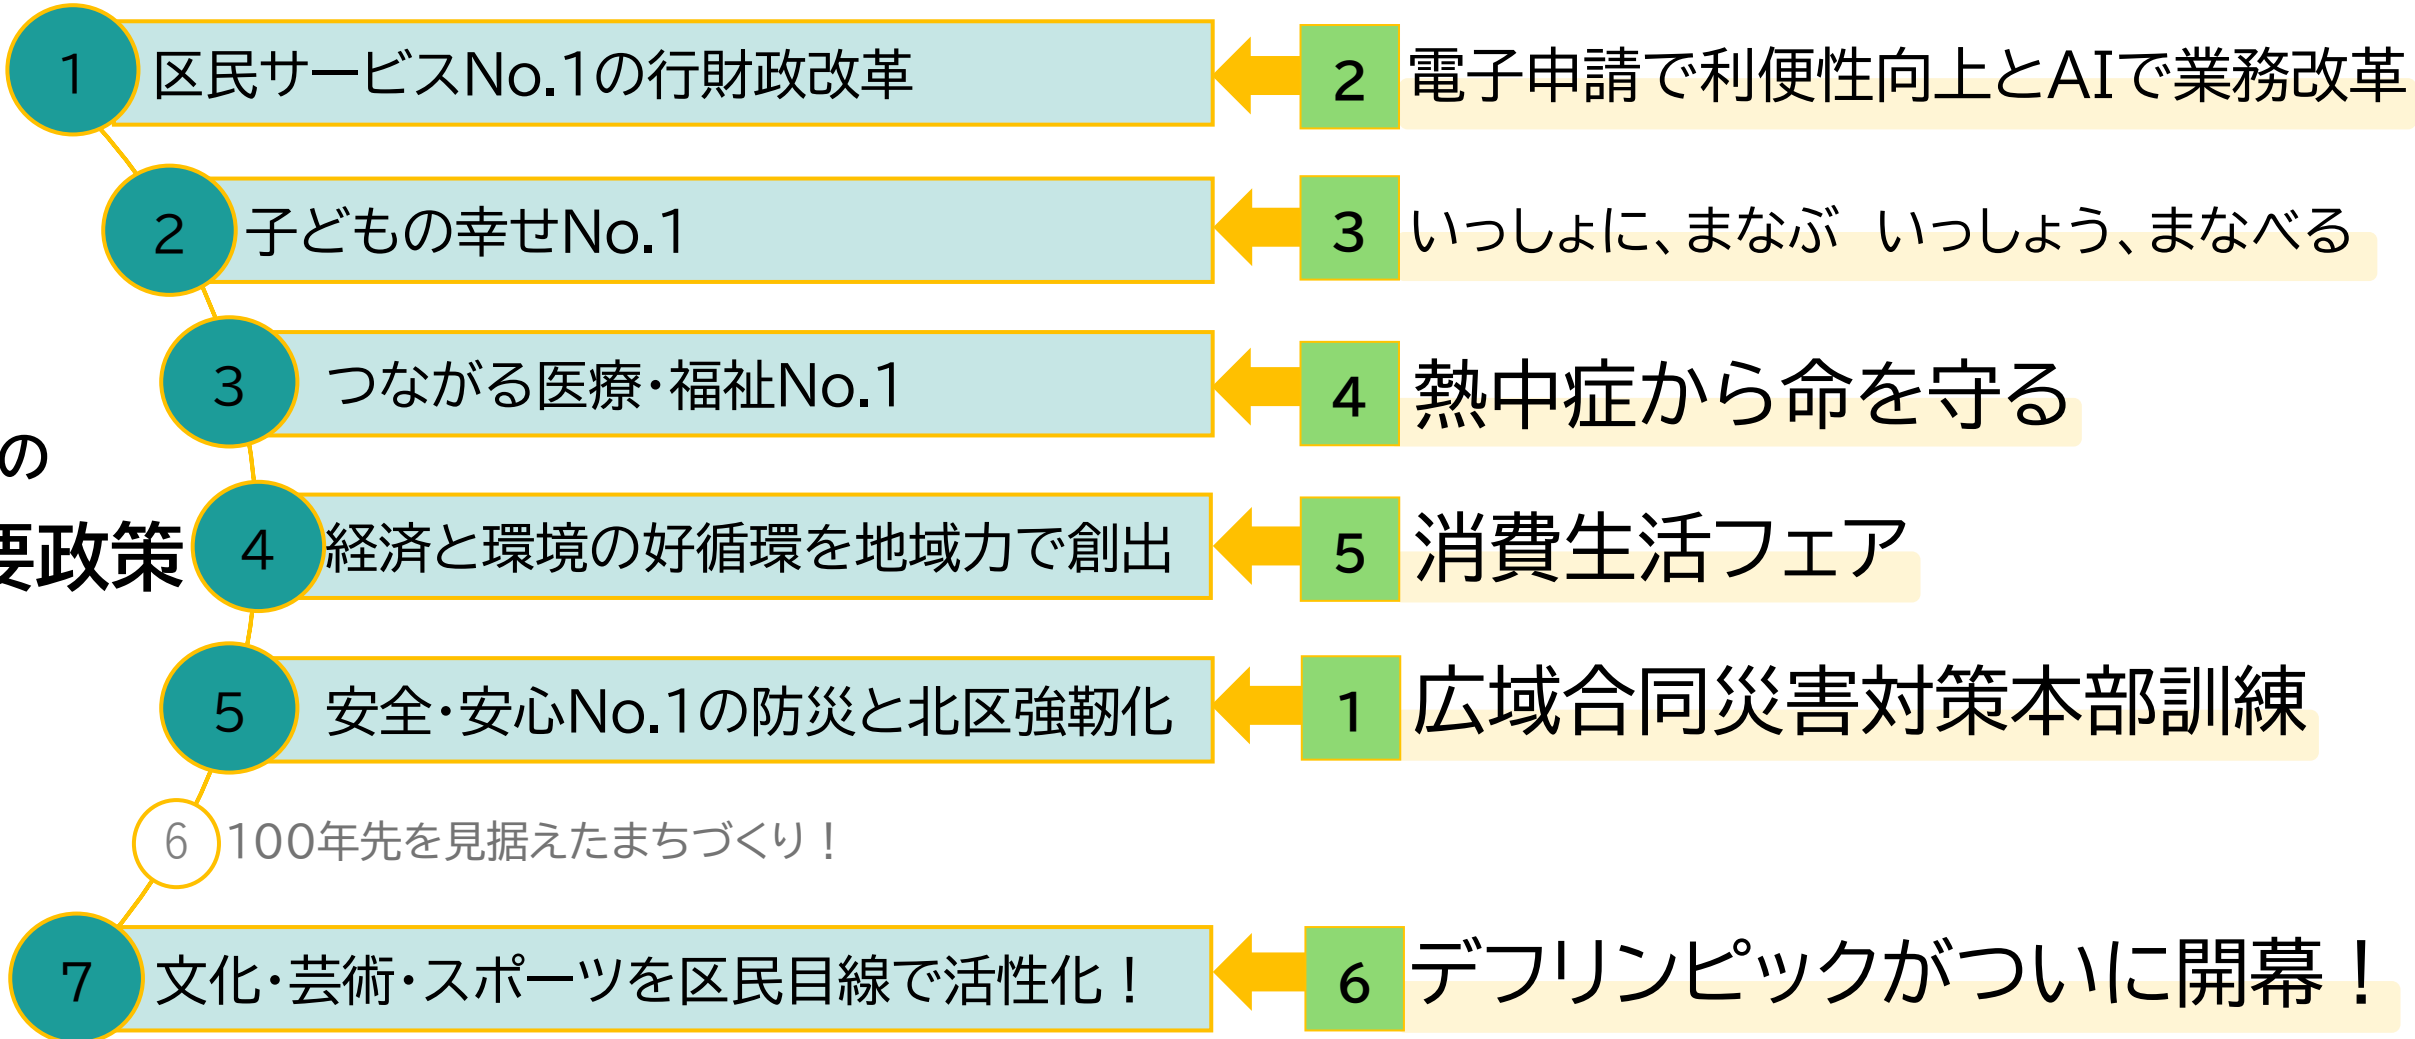 1 区民サービスNo.1の行財政改革 2 電子申請で利便性向上とAIで業務改革
2 子どもの幸せNo.1 3 いっしょに、まなぶ　いっしょう、まなべる
3 つながる医療・福祉No.1 4 熱中症から命を守る
の
要政策
4 経済と環境の好循環を地域力で創出 5 消費生活フェア
5 安全・安心No.1の防災と北区強靭化 1 広域合同災害対策本部訓練
6 100年先を見据えたまちづくり！
7 文化・芸術・スポーツを区民目線で活性化！ 6 デフリンピックがついに開幕！